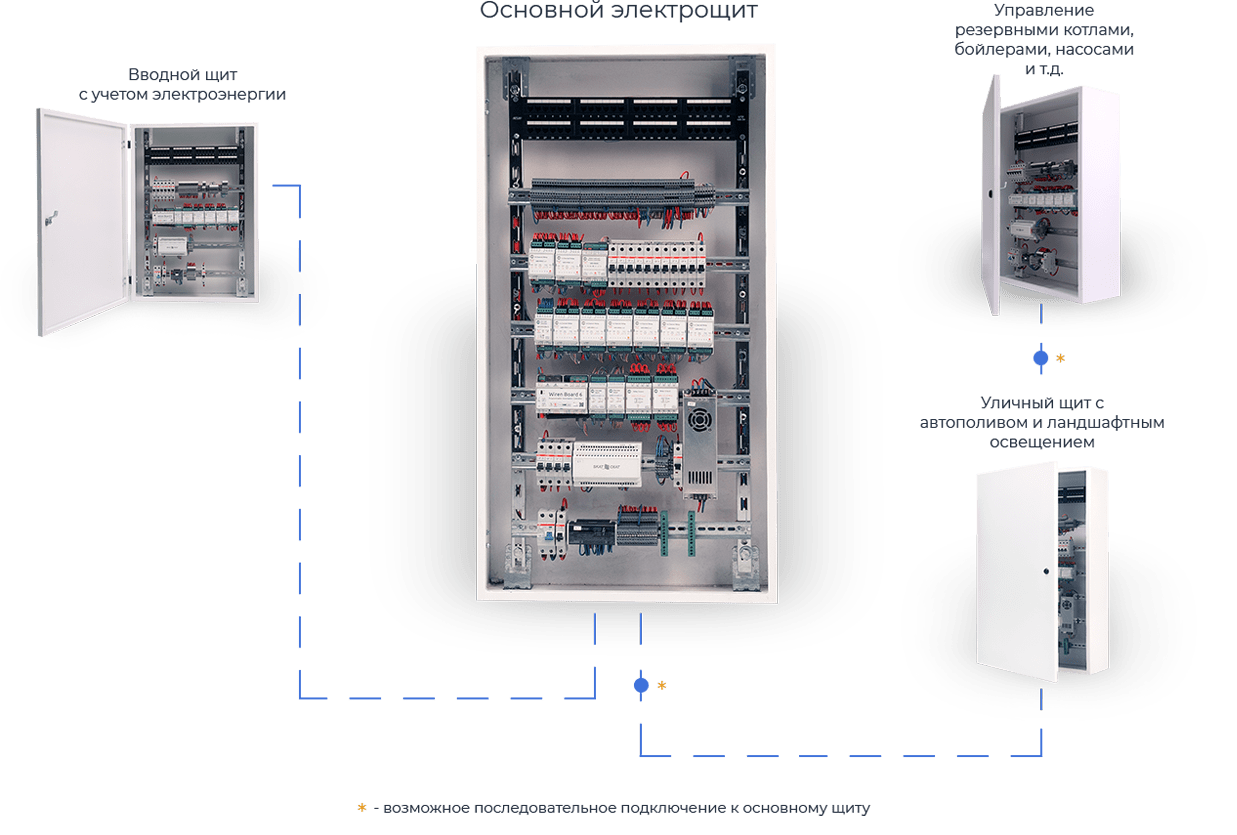 Основной электрощит
Вводной щит
с учетом электроэнергии
Управление
резервными котлами,
бойлерами, насосами
и т.д.
*
Уличный щит с
автополивом и ландшафтным
освещением
Wiren Board 6
*
* - возможное последовательное подключение к основному щиту